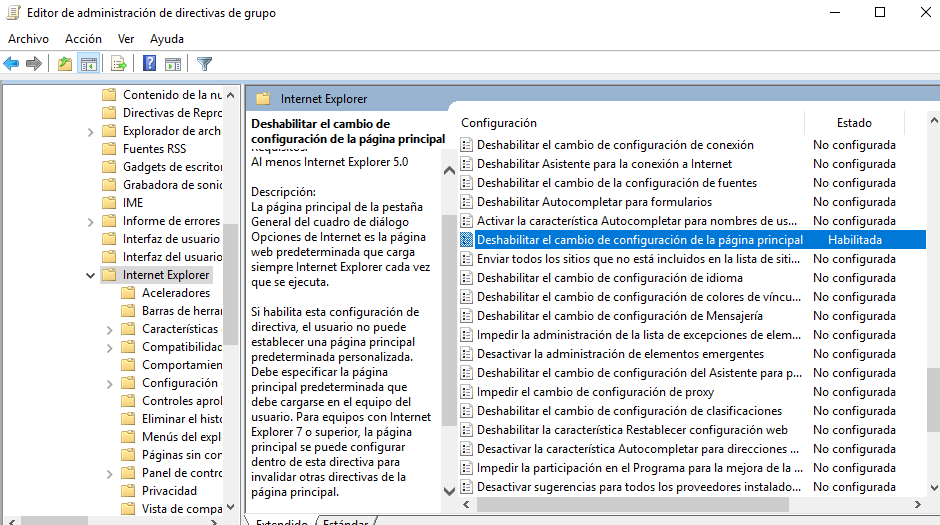 Editor de administración de directivas de grupo
Archivo Acción Ver Ayuda
Contenido de la nu
Directivas de Repro
Explorador de arch
Fuentes RSS
Gadgets de escritor
Grabadora de sonic
IME
Informe de errores
Interfaz de usuario
Interfaz del usuario
Internet Explorer
Aceleradores
Barras de herrar
Características
Compatibilidad
Comportamien
Configuración
Controles aprol
Eliminar el histo
Menús del expl
Páginas sin con
Panel de contro
Privacidad
Vista de compa
Internet Explorer
Deshabilitar el cambio de
configuración de la página principal
Requisitos:
Al menos Internet Explorer 5.0
Descripción:
La página principal de la pestaña
General del cuadro de diálogo
Opciones de Internet es la página
web predeterminada que carga
siempre Internet Explorer cada vez
que se ejecuta.
Si habilita esta configuración de
directiva, el usuario no puede
establecer una página principal
predeterminada personalizada.
Debe especificar la página
principal predeterminada que
debe cargarse en el equipo del
usuario. Para equipos con Internet
Explorer 7 o superior, la página
principal se puede configurar
dentro de esta directiva para
invalidar otras directivas de la
página principal.
Configuración Estado
Deshabilitar el cambio de configuración de conexión No configurada
Deshabilitar Asistente para la conexión a Internet No configurada
Deshabilitar el cambio de la configuración de fuentes No configurada
Deshabilitar Autocompletar para formularios No configurada
Activar la característica Autocompletar para nombres de us... No configurada
Deshabilitar el cambio de configuración de la página principal Habilitada
Enviar todos los sitios que no está incluidos en la lista de siti... No configurada
Deshabilitar el cambio de configuración de idioma No configurada
Deshabilitar el cambio de configuración de colores de víncu... No configurada
Deshabilitar el cambio de configuración de Mensajería No configurada
Impedir la administración de la lista de excepciones de elem... No configurada
Desactivar la administración de elementos emergentes No configurada
Deshabilitar el cambio de configuración del Asistente para p... No configurada
Impedir el cambio de configuración de proxy No configurada
Deshabilitar el cambio de configuración de clasificaciones No configurada
Deshabilitar la característica Restablecer configuración web No configurada
Desactivar la característica Autocompletar para direcciones ... No configurada
Impedir la participación en el Programa para la mejora de la ... No configurada
Desactivar sugerencias para todos los proveedores instalado... No configurada
Extendido Estándar